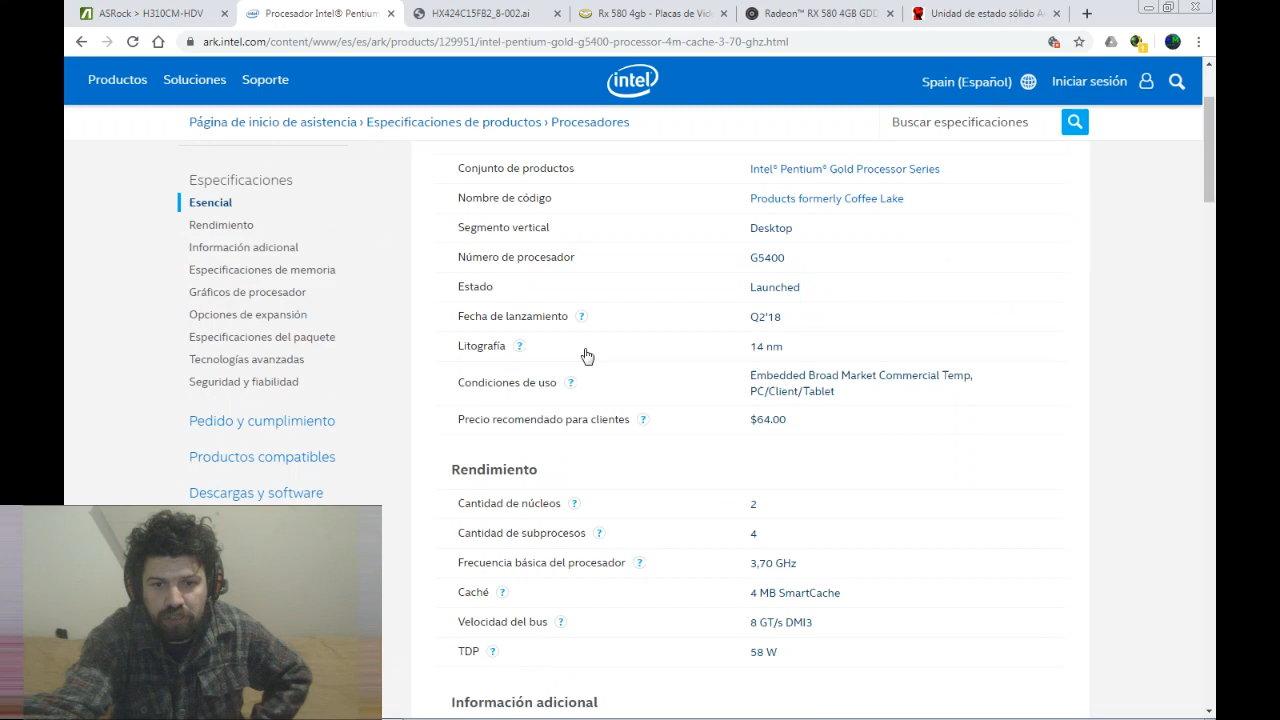 ASRock > H310CM-HDV
Procesador Intel® Pentium
HX424C15FB2_8-002.ai
Rx 580 4gb - Placas de Vid
Radeon™ RX 580 4GB GDD
Unidad de estado sólido A
ark.intel.com/content/www/es/es/ark/products/129951/intel-pentium-gold-g5400-processor-4m-cache-3-70-ghz.html
Productos Soluciones Soporte
intel
Spain (Español) Iniciar sesión
Página de inicio de asistencia › Especificaciones de productos › Procesadores
Buscar especificaciones
Especificaciones
Esencial
Rendimiento
Información adicional
Especificaciones de memoria
Gráficos de procesador
Opciones de expansión
Especificaciones del paquete
Tecnologías avanzadas
Seguridad y fiabilidad
Pedido y cumplimiento
Productos compatibles
Descargas y software
Conjunto de productos Intel® Pentium® Gold Processor Series
Nombre de código Products formerly Coffee Lake
Segmento vertical Desktop
Número de procesador G5400
Estado Launched
Fecha de lanzamiento ? Q2'18
Litografía ? 14 nm
Condiciones de uso ? Embedded Broad Market Commercial Temp,
PC/Client/Tablet
Precio recomendado para clientes ? $64.00
Rendimiento
Cantidad de núcleos ? 2
Cantidad de subprocesos ? 4
Frecuencia básica del procesador ? 3,70 GHz
Caché ? 4 MB SmartCache
Velocidad del bus ? 8 GT/s DMI3
TDP ? 58 W
Información adicional